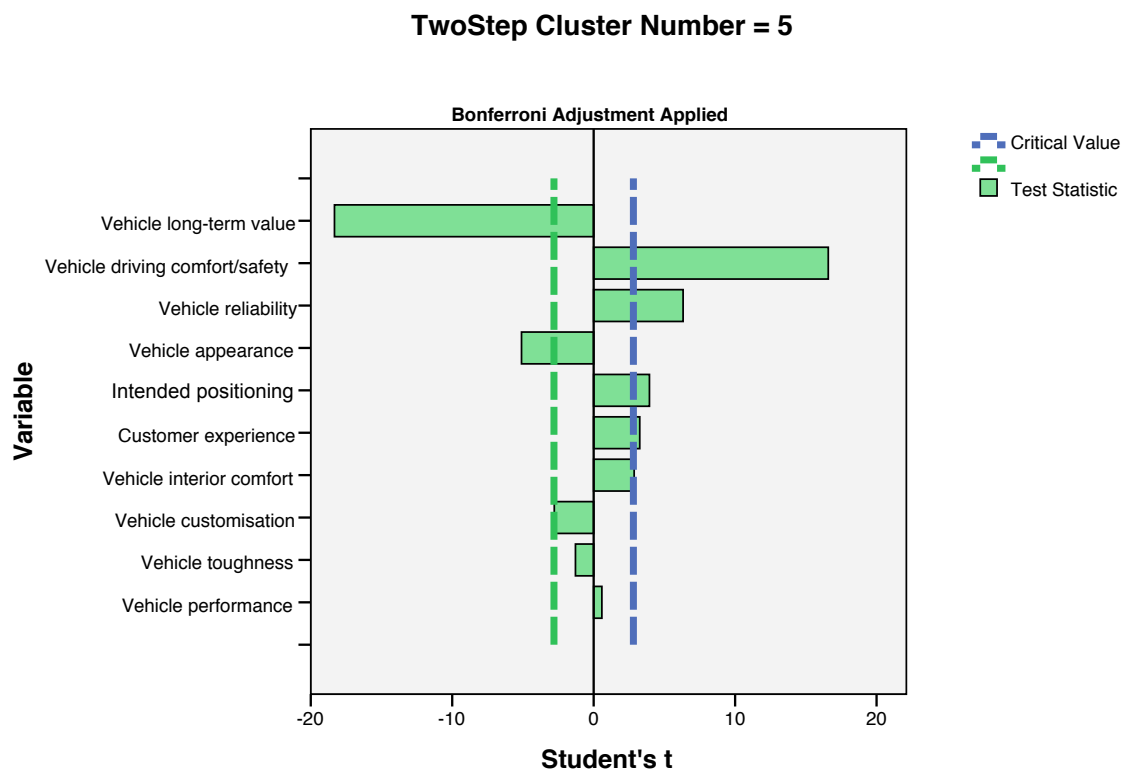 TwoStep Cluster Number = 5
Bonferroni Adjustment Applied
Critical Value
Test Statistic
Variable
Vehicle long-term value
Vehicle driving comfort/safety
Vehicle reliability
Vehicle appearance
Intended positioning
Customer experience
Vehicle interior comfort
Vehicle customisation
Vehicle toughness
Vehicle performance
-20 -10 0 10 20
Student's t